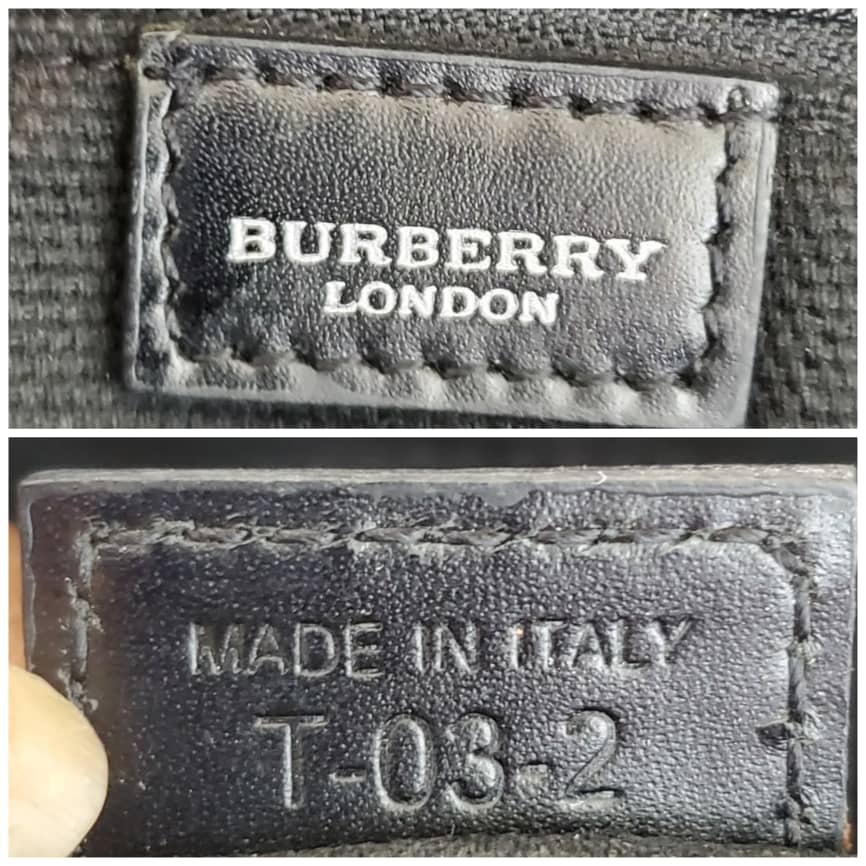 BURBERRY
LONDON
MADE IN ITALY
T-03-2